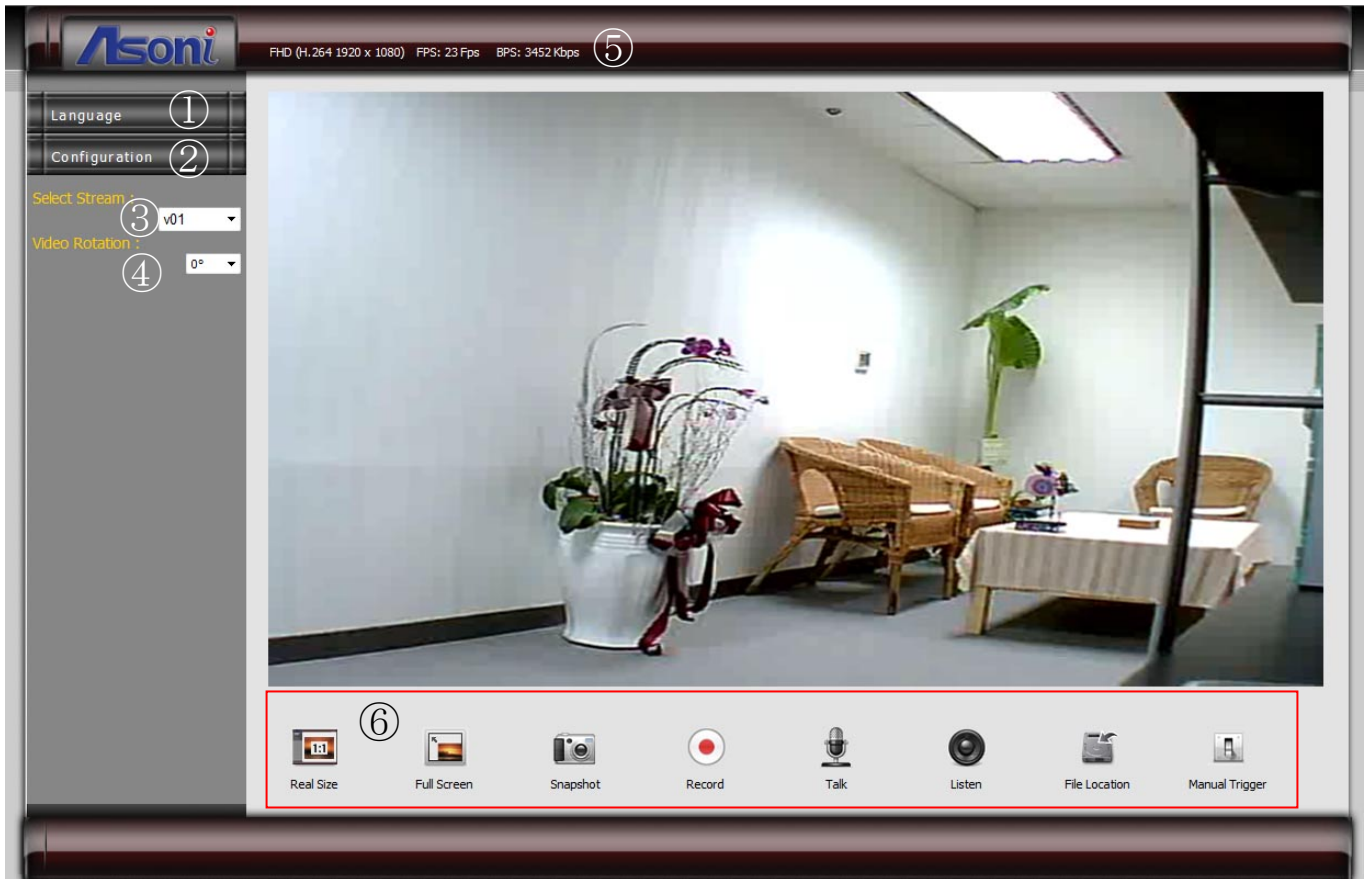 Asoni
FHD (H.264 1920 x 1080) FPS: 23 Fps BPS: 3452 Kbps ⑤
Language ①
Configuration ②
Select Stream :
③ v01
Video Rotation :
④ 0°
⑥
1:1
Real Size Full Screen Snapshot Record Talk Listen File Location Manual Trigger